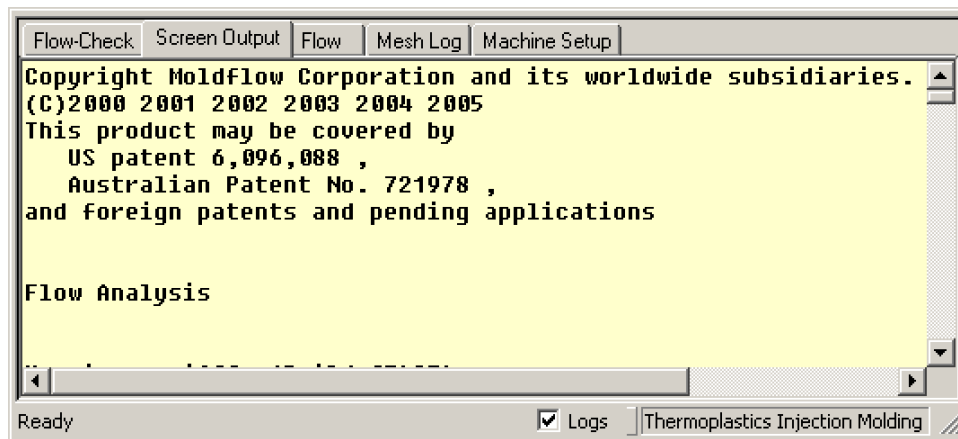 Flow-Check Screen Output Flow Mesh Log Machine Setup
Copyright Moldflow Corporation and its worldwide subsidiaries.
(C)2000 2001 2002 2003 2004 2005
This product may be covered by
US patent 6,096,088 ,
Australian Patent No. 721978 ,
and foreign patents and pending applications
Flow Analysis
Ready Logs Thermoplastics Injection Molding